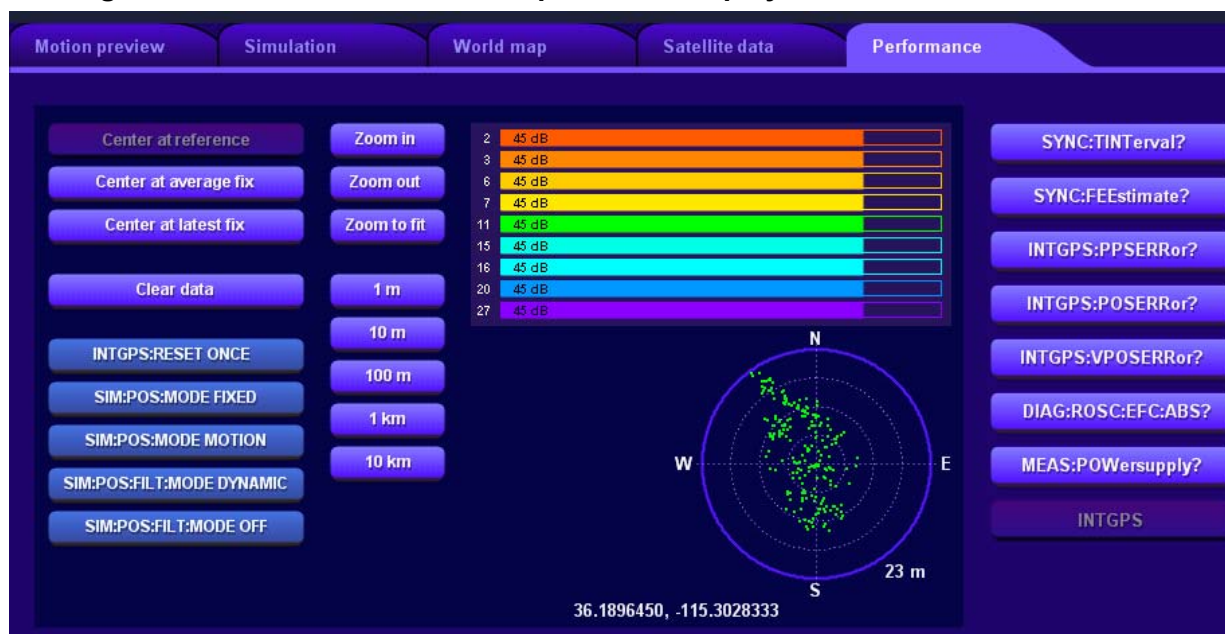 Motion preview
Simulation
World map
Satellite data
Performance
Center at reference
Center at average fix
Center at latest fix
Clear data
INTGPS:RESET ONCE
SIM:POS:MODE FIXED
SIM:POS:MODE MOTION
SIM:POS:FILT:MODE DYNAMIC
SIM:POS:FILT:MODE OFF
Zoom in
Zoom out
Zoom to fit
1 m
10 m
100 m
1 km
10 km
2 45 dB
3 45 dB
6 45 dB
7 45 dB
11 45 dB
15 45 dB
16 45 dB
20 45 dB
27 45 dB
N
W
E
S
23 m
36.1896450, -115.3028333
SYNC:TINTerval?
SYNC:FEEstimate?
INTGPS:PPSERRor?
INTGPS:POSERRor?
INTGPS:VPOSERRor?
DIAG:ROSC:EFC:ABS?
MEAS:POWersupply?
INTGPS